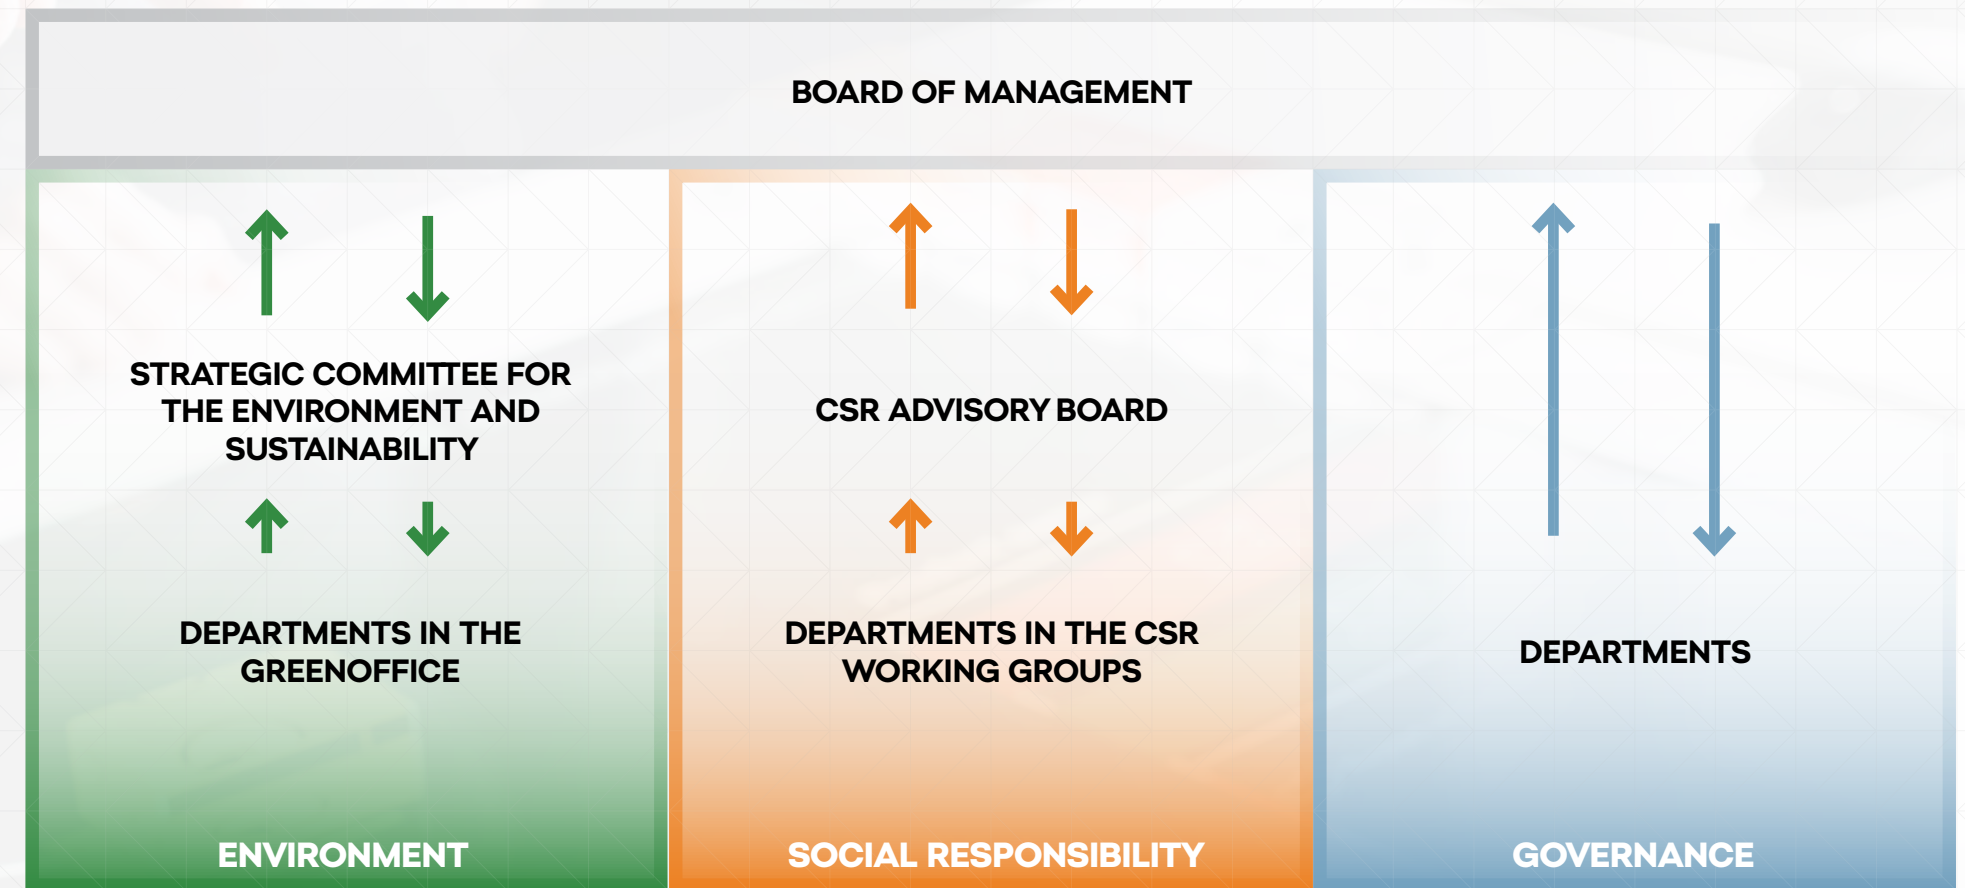 BOARD OF MANAGEMENT
STRATEGIC COMMITTEE FOR
THE ENVIRONMENT AND
SUSTAINABILITY
CSR ADVISORY BOARD
DEPARTMENTS IN THE
GREENOFFICE
DEPARTMENTS IN THE CSR
WORKING GROUPS
DEPARTMENTS
ENVIRONMENT
SOCIAL RESPONSIBILITY
GOVERNANCE